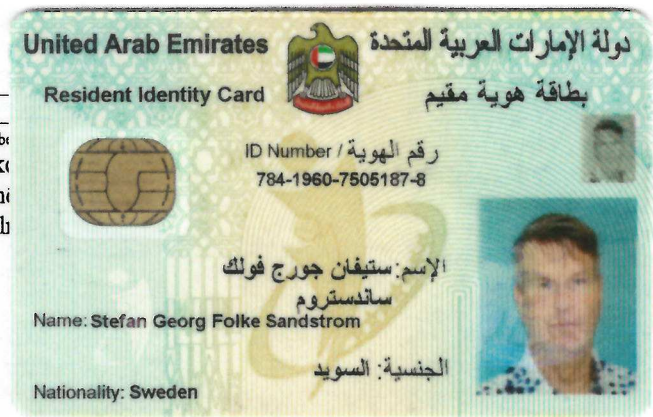 United Arab Emirates دولة الإمارات العربية المتحدة
Resident Identity Card بطاقة هوية مقيم
ID Number / رقم الهوية
784-1960-7505187-8
الإسم: ستيفان جورج فولك
ساندستروم
Name: Stefan Georg Folke Sandstrom
الجنسية: السويد
Nationality: Sweden